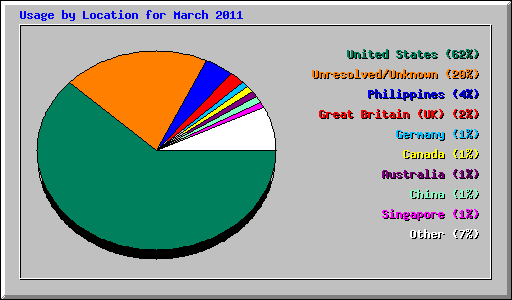 Usage by Location for March 2011
United States (62%)
Unresolved/Unknown (20%)
Philippines (4%)
Great Britain (UK) (2%)
Germany (1%)
Canada (1%)
Australia (1%)
China (1%)
Singapore (1%)
Other (7%)